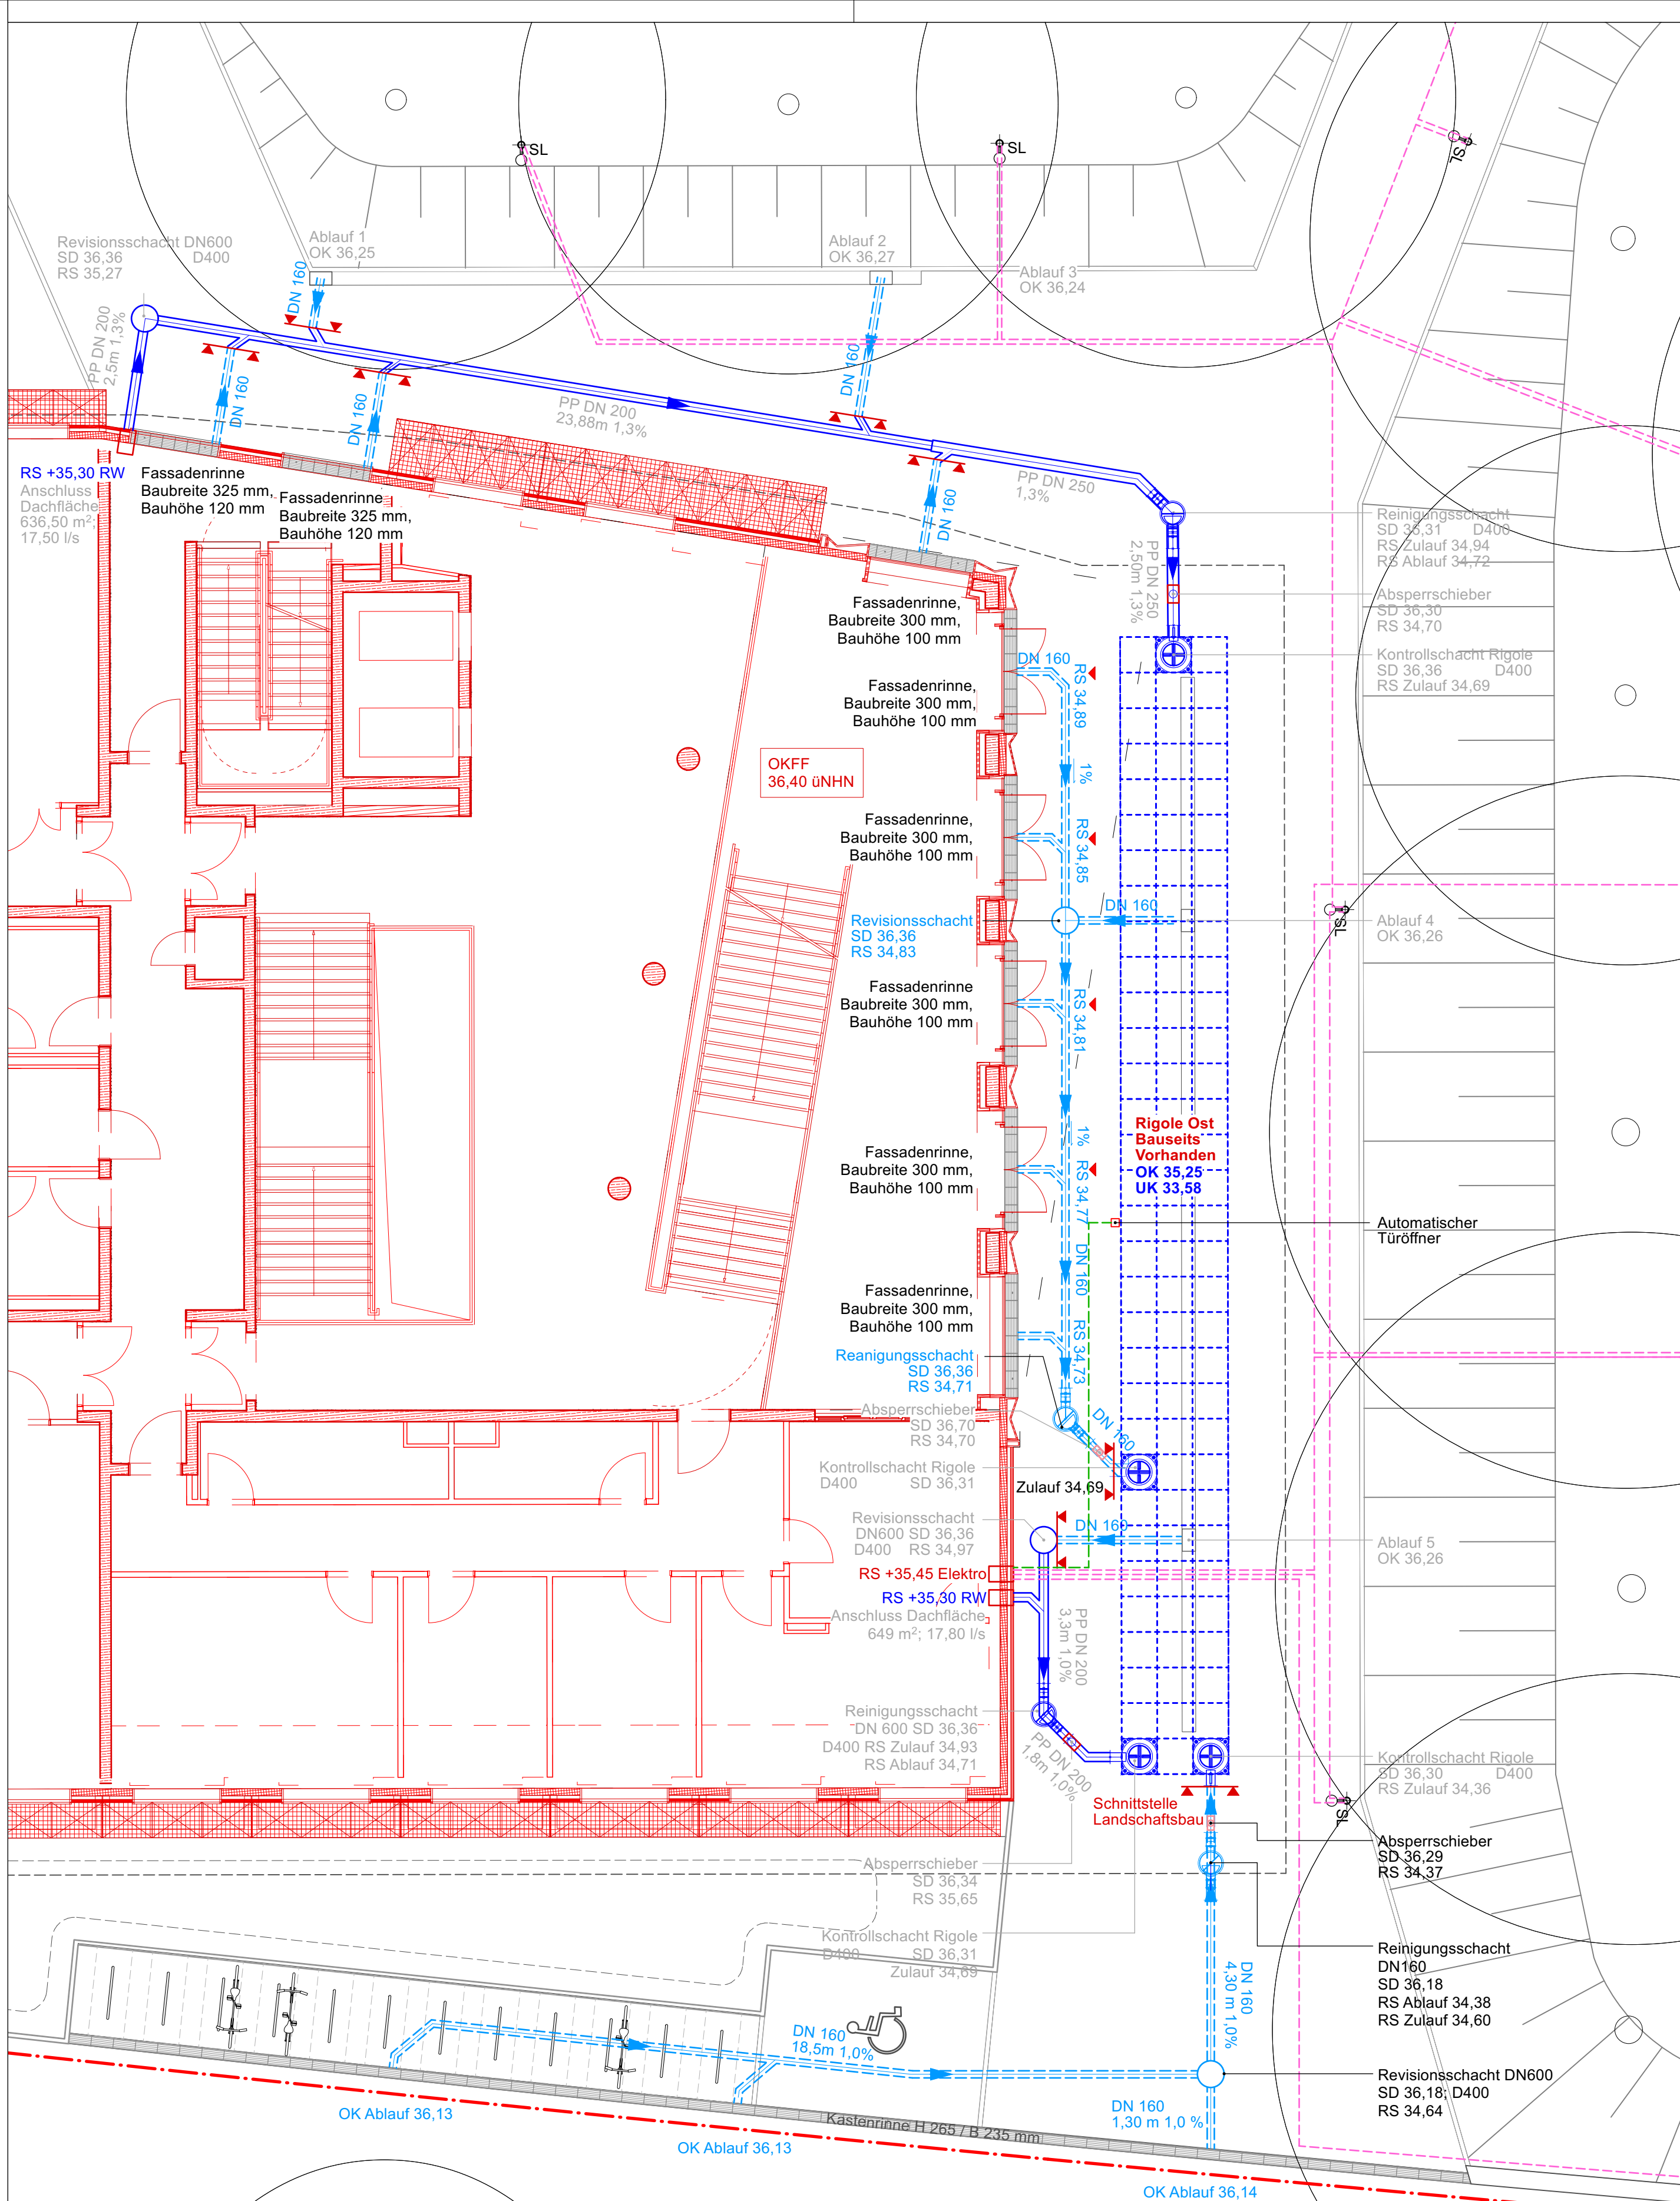 SL
SL
SL
Revisionsschacht DN600
SD 36,36 D400
RS 35,27
Ablauf 1
OK 36,25
Ablauf 2
OK 36,27
Ablauf 3
OK 36,24
DN 160
PP DN 200
2,5m 1,3%
DN 160
DN 160
DN 160
PP DN 200
23,88m 1,3%
RS +35,30 RW
Anschluss
Dachfläche
636,50 m²;
17,50 l/s
Fassadenrinne
Baubreite 325 mm,
Bauhöhe 120 mm
Fassadenrinne
Baubreite 325 mm,
Bauhöhe 120 mm
DN 160
PP DN 250
1,3%
PP DN 250
2,50m 1,3%
Reinigungsschacht
SD 36,31 D400
RS Zulauf 34,94
RS Ablauf 34,72
Absperrschieber
SD 36,30
RS 34,70
Kontrollschacht Rigole
SD 36,36 D400
RS Zulauf 34,69
Fassadenrinne,
Baubreite 300 mm,
Bauhöhe 100 mm
DN 160
RS 34,89
Fassadenrinne,
Baubreite 300 mm,
Bauhöhe 100 mm
OKFF
36,40 üNHN
1%
Fassadenrinne,
Baubreite 300 mm,
Bauhöhe 100 mm
RS 34,85
DN 160
Revisionsschacht
SD 36,36
RS 34,83
Ablauf 4
OK 36,26
SL
Fassadenrinne
Baubreite 300 mm,
Bauhöhe 100 mm
RS 34,81
Rigole Ost
Bauseits
Vorhanden
OK 35,25
UK 33,58
1%
Fassadenrinne,
Baubreite 300 mm,
Bauhöhe 100 mm
RS 34,77
Automatischer
Türöffner
DN 160
Fassadenrinne,
Baubreite 300 mm,
Bauhöhe 100 mm
RS 34,73
Reanigungsschacht
SD 36,36
RS 34,71
Absperrschieber
SD 36,70
RS 34,70
DN 160
Kontrollschacht Rigole
D400 SD 36,31
Zulauf 34,69
Revisionsschacht
DN600 SD 36,36
D400 RS 34,97
DN 160
Ablauf 5
OK 36,26
RS +35,45 Elektro
RS +35,30 RW
Anschluss Dachfläche
649 m²; 17,80 l/s
PP DN 200
3,3m 1,0%
Reinigungsschacht
DN 600 SD 36,36
D400 RS Zulauf 34,93
RS Ablauf 34,71
PP DN 200
1,8m 1,0%
Kontrollschacht Rigole
SD 36,30 D400
RS Zulauf 34,36
SL
Schnittstelle
Landschaftsbau
Absperrschieber
SD 36,29
RS 34,37
Absperrschieber
SD 36,34
RS 35,65
Kontrollschacht Rigole
D400 SD 36,31
Zulauf 34,69
Reinigungsschacht
DN160
SD 36,18
RS Ablauf 34,38
RS Zulauf 34,60
DN 160
4,30 m 1,0%
DN 160
18,5m 1,0%
Revisionsschacht DN600
SD 36,18; D400
RS 34,64
DN 160
1,30 m 1,0 %
OK Ablauf 36,13
Kastenrinne H 265 / B 235 mm
OK Ablauf 36,13
OK Ablauf 36,14